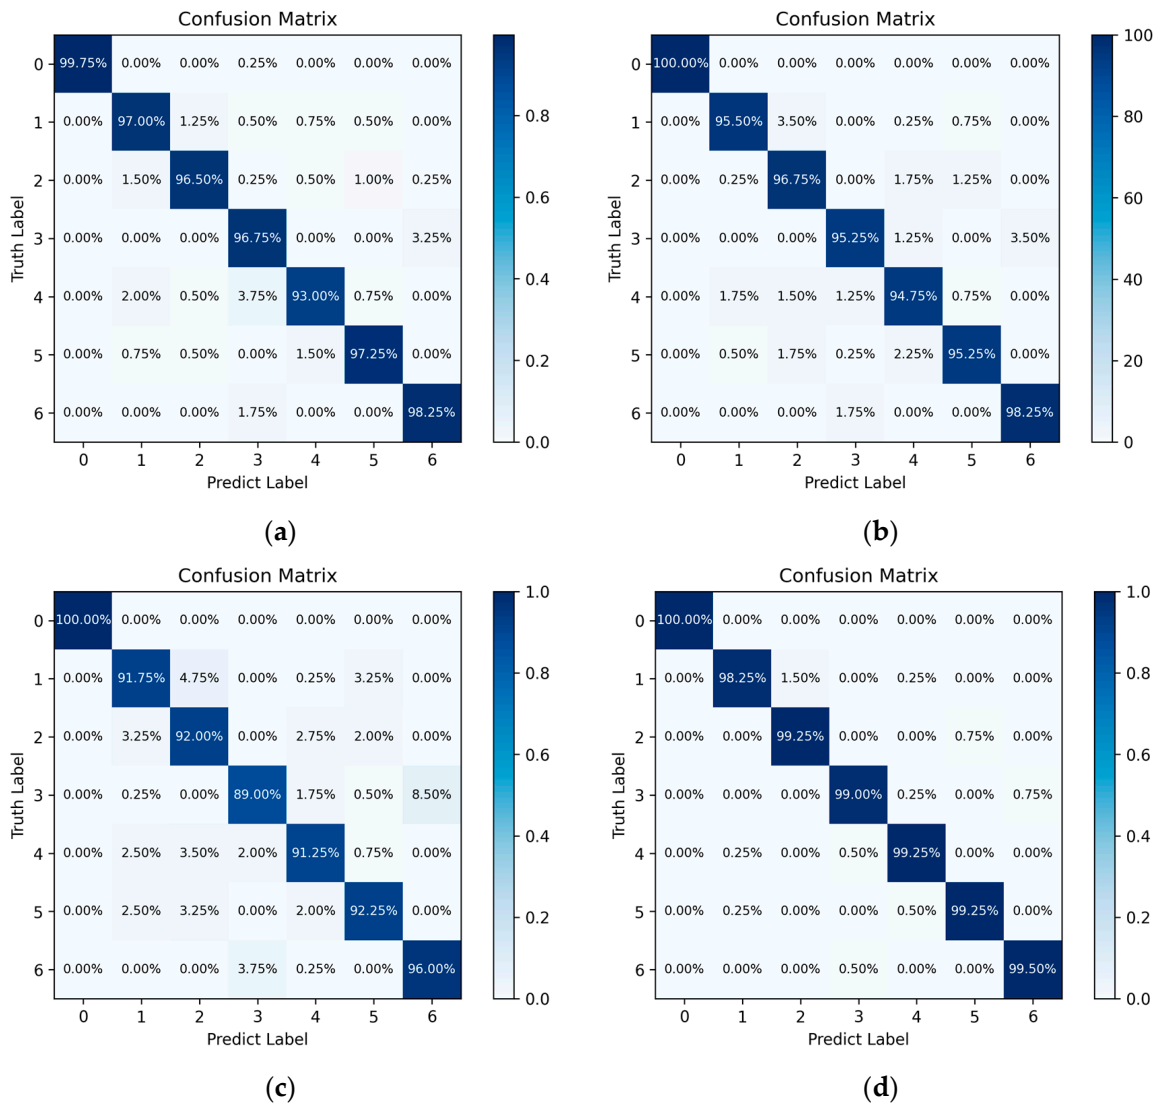 Confusion Matrix
Truth Label
0 99.75% 0.00% 0.00% 0.25% 0.00% 0.00% 0.00%
1 0.00% 97.00% 1.25% 0.50% 0.75% 0.50% 0.00%
2 0.00% 1.50% 96.50% 0.25% 0.50% 1.00% 0.25%
3 0.00% 0.00% 0.00% 96.75% 0.00% 0.00% 3.25%
4 0.00% 2.00% 0.50% 3.75% 93.00% 0.75% 0.00%
5 0.00% 0.75% 0.50% 0.00% 1.50% 97.25% 0.00%
6 0.00% 0.00% 0.00% 1.75% 0.00% 0.00% 98.25%
0 1 2 3 4 5 6
Predict Label
0.8
0.6
0.4
0.2
0.0
(a)
Confusion Matrix
Truth Label
0 100.00% 0.00% 0.00% 0.00% 0.00% 0.00% 0.00%
1 0.00% 95.50% 3.50% 0.00% 0.25% 0.75% 0.00%
2 0.00% 0.25% 96.75% 0.00% 1.75% 1.25% 0.00%
3 0.00% 0.00% 0.00% 95.25% 1.25% 0.00% 3.50%
4 0.00% 1.75% 1.50% 1.25% 94.75% 0.75% 0.00%
5 0.00% 0.50% 1.75% 0.25% 2.25% 95.25% 0.00%
6 0.00% 0.00% 0.00% 1.75% 0.00% 0.00% 98.25%
0 1 2 3 4 5 6
Predict Label
100
80
60
40
20
0
(b)
Confusion Matrix
Truth Label
0 100.00% 0.00% 0.00% 0.00% 0.00% 0.00% 0.00%
1 0.00% 91.75% 4.75% 0.00% 0.25% 3.25% 0.00%
2 0.00% 3.25% 92.00% 0.00% 2.75% 2.00% 0.00%
3 0.00% 0.25% 0.00% 89.00% 1.75% 0.50% 8.50%
4 0.00% 2.50% 3.50% 2.00% 91.25% 0.75% 0.00%
5 0.00% 2.50% 3.25% 0.00% 2.00% 92.25% 0.00%
6 0.00% 0.00% 0.00% 3.75% 0.25% 0.00% 96.00%
0 1 2 3 4 5 6
Predict Label
1.0
0.8
0.6
0.4
0.2
0.0
(c)
Confusion Matrix
Truth Label
0 100.00% 0.00% 0.00% 0.00% 0.00% 0.00% 0.00%
1 0.00% 98.25% 1.50% 0.00% 0.25% 0.00% 0.00%
2 0.00% 0.00% 99.25% 0.00% 0.00% 0.75% 0.00%
3 0.00% 0.00% 0.00% 99.00% 0.25% 0.00% 0.75%
4 0.00% 0.25% 0.00% 0.50% 99.25% 0.00% 0.00%
5 0.00% 0.25% 0.00% 0.00% 0.50% 99.25% 0.00%
6 0.00% 0.00% 0.00% 0.50% 0.00% 0.00% 99.50%
0 1 2 3 4 5 6
Predict Label
1.0
0.8
0.6
0.4
0.2
0.0
(d)